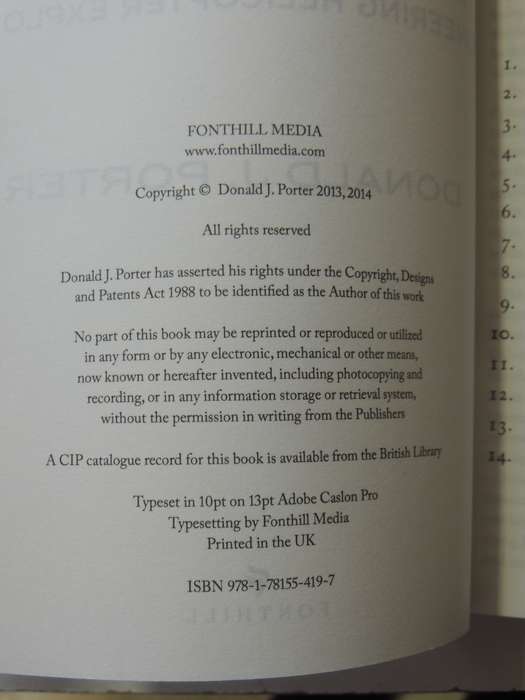 FONTHILL MEDIA
www.fonthillmedia.com
Copyright © Donald J. Porter 2013, 2014
All rights reserved
Donald J. Porter has asserted his rights under the Copyright, Designs
and Patents Act 1988 to be identified as the Author of this work
No part of this book may be reprinted or reproduced or utilized
in any form or by any electronic, mechanical or other means,
now known or hereafter invented, including photocopying and
recording, or in any information storage or retrieval system,
without the permission in writing from the Publishers
A CIP catalogue record for this book is available from the British Library
Typeset in 10pt on 13pt Adobe Caslon Pro
Typesetting by Fonthill Media
Printed in the UK
ISBN 978-1-78155-419-7
FONTHILL
1.
2.
3.
4.
5.
6.
7.
8.
9.
10.
11.
12.
13.
14.